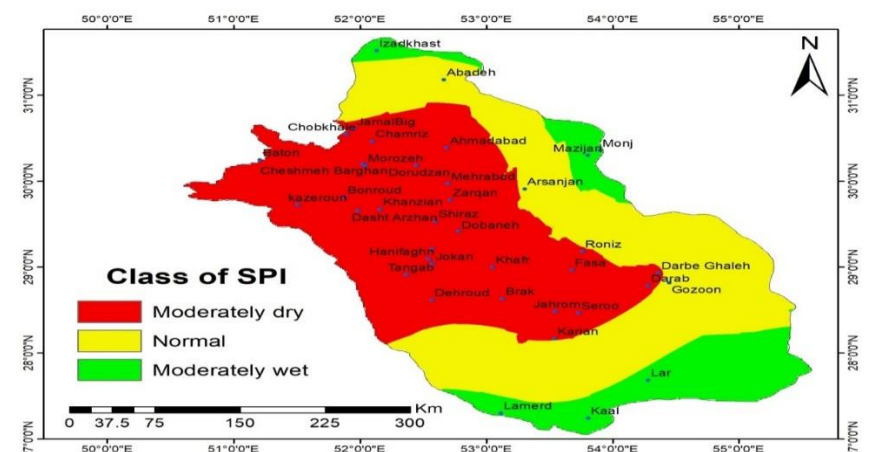 50°0'0"E 51°0'0"E 52°0'0"E 53°0'0"E 54°0'0"E 55°0'0"E
N
Izadkhast
Abadeh
31°0'0"N 31°0'0"N
JamalBig
Chobkhale
Chamriz
Ahmadabad
Monj
Mazijan
Baton
Morozeh
30°0'0"N 30°0'0"N
Cheshmeh Barghan
Dorudzan
Mehrabad
Arsanjan
Bonroud
kazeroun
Zarqan
Khanzian
Dasht Arzhan
Shiraz
Dobaneh
Roniz
Hanifaghn
Jokan
Khafr
Fasa
Darbe Ghaleh
29°0'0"N 29°0'0"N
Tangab
Darab
Gozoon
Class of SPI
Dehroud
Brak
Moderately dry
Jahrom
Seroo
Karian
Normal
28°0'0"N 28°0'0"N
Moderately wet
Lar
Lamerd
Kaal
Km
0 37.5 75 150 225 300
7°0'0"N 27°0'0"N
50°0'0"E 51°0'0"E 52°0'0"E 53°0'0"E 54°0'0"E 55°0'0"E